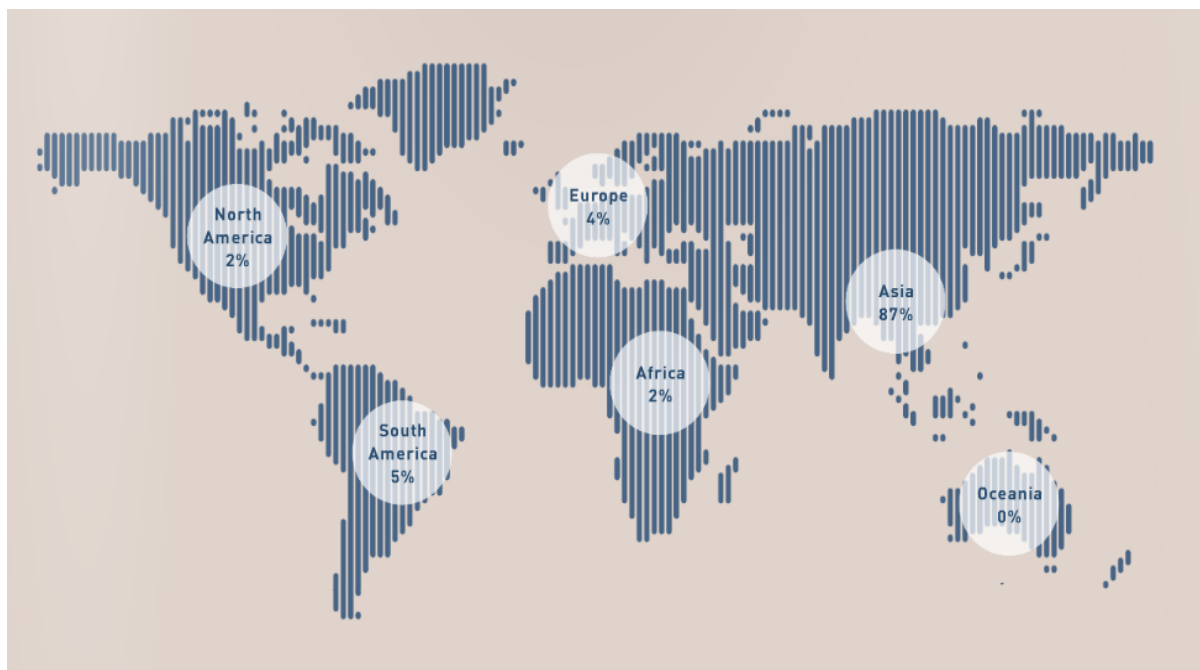 North
America
2%
South
America
5%
Europe
4%
Africa
2%
Asia
87%
Oceania
0%